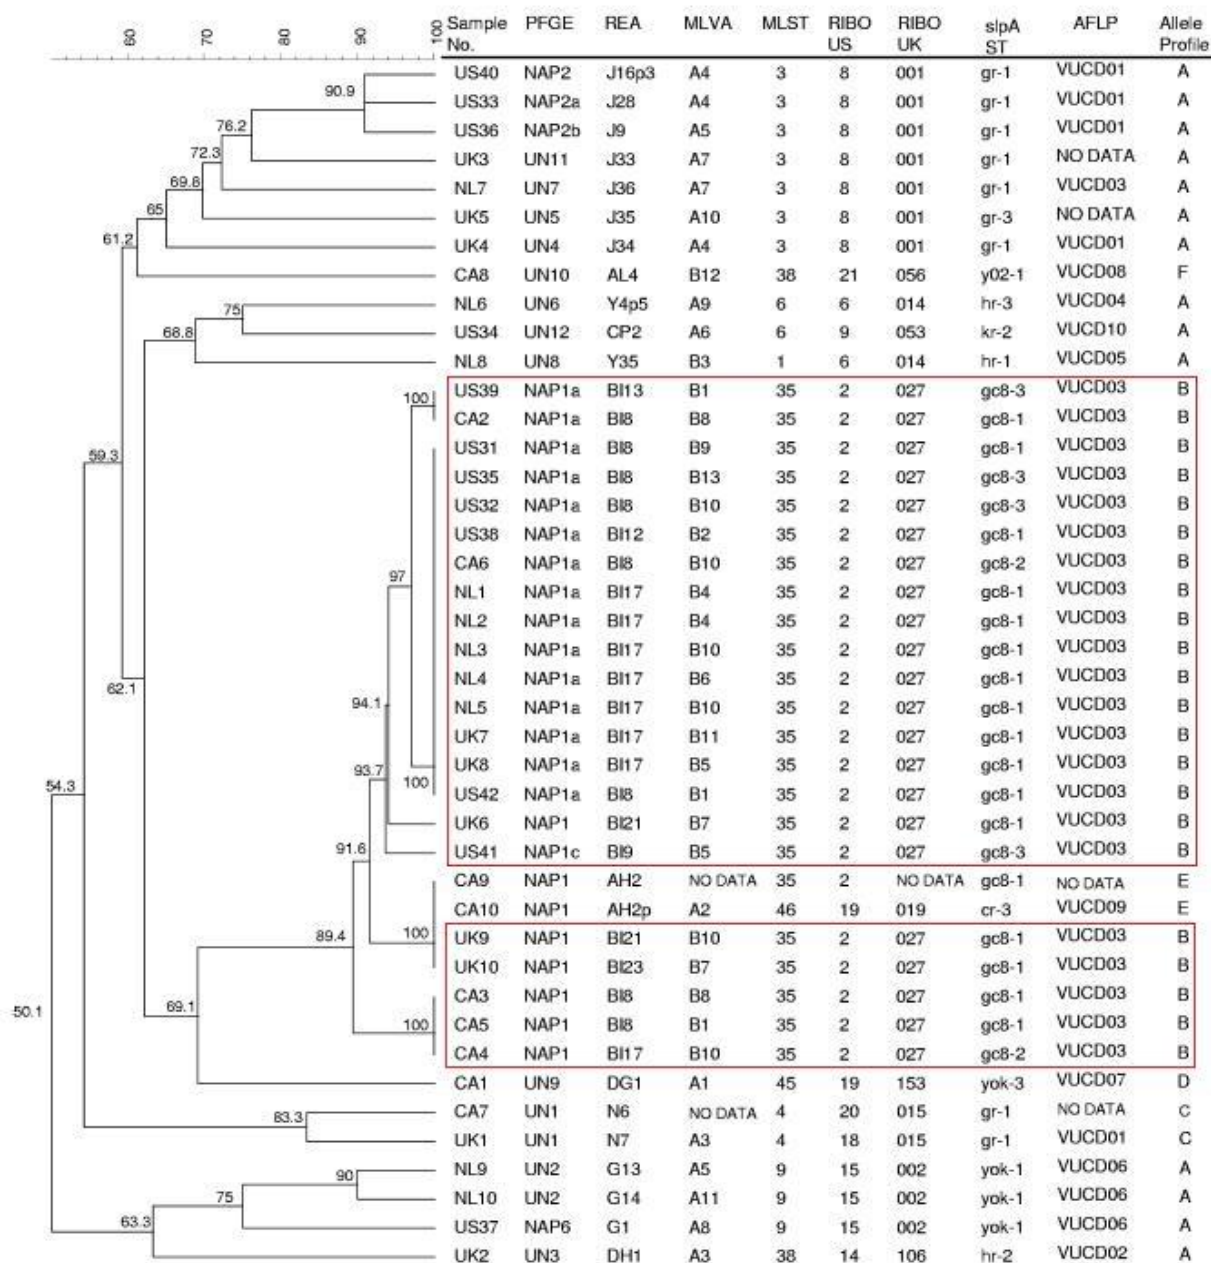 60 70 80 90 100
Sample No. PFGE REA MLVA MLST RIBO US RIBO UK slpA ST AFLP Allele Profile
US40 NAP2 J16p3 A4 3 8 001 gr-1 VUCD01 A
90.9
US33 NAP2a J28 A4 3 8 001 gr-1 VUCD01 A
76.2
US36 NAP2b J9 A5 3 8 001 gr-1 VUCD01 A
72.3
UK3 UN11 J33 A7 3 8 001 gr-1 NO DATA A
69.8
NL7 UN7 J36 A7 3 8 001 gr-1 VUCD03 A
65
UK5 UN5 J35 A10 3 8 001 gr-3 NO DATA A
61.2
UK4 UN4 J34 A4 3 8 001 gr-1 VUCD01 A
CA8 UN10 AL4 B12 38 21 056 y02-1 VUCD08 F
NL6 UN6 Y4p5 A9 6 6 014 hr-3 VUCD04 A
75
68.8
US34 UN12 CP2 A6 6 9 053 kr-2 VUCD10 A
NL8 UN8 Y35 B3 1 6 014 hr-1 VUCD05 A
US39 NAP1a BI13 B1 35 2 027 gc8-3 VUCD03 B
100
CA2 NAP1a BI8 B8 35 2 027 gc8-1 VUCD03 B
US31 NAP1a BI8 B9 35 2 027 gc8-1 VUCD03 B
59.3
US35 NAP1a BI8 B13 35 2 027 gc8-3 VUCD03 B
US32 NAP1a BI8 B10 35 2 027 gc8-3 VUCD03 B
US38 NAP1a BI12 B2 35 2 027 gc8-1 VUCD03 B
CA6 NAP1a BI8 B10 35 2 027 gc8-2 VUCD03 B
97
NL1 NAP1a BI17 B4 35 2 027 gc8-1 VUCD03 B
NL2 NAP1a BI17 B4 35 2 027 gc8-1 VUCD03 B
NL3 NAP1a BI17 B10 35 2 027 gc8-1 VUCD03 B
NL4 NAP1a BI17 B6 35 2 027 gc8-1 VUCD03 B
62.1
94.1
NL5 NAP1a BI17 B10 35 2 027 gc8-1 VUCD03 B
UK7 NAP1a BI17 B11 35 2 027 gc8-1 VUCD03 B
UK8 NAP1a BI17 B5 35 2 027 gc8-1 VUCD03 B
93.7
100
54.3
US42 NAP1a BI8 B1 35 2 027 gc8-1 VUCD03 B
UK6 NAP1 BI21 B7 35 2 027 gc8-1 VUCD03 B
91.6
US41 NAP1c BI9 B5 35 2 027 gc8-3 VUCD03 B
CA9 NAP1 AH2 NO DATA 35 2 NO DATA gc8-1 NO DATA E
CA10 NAP1 AH2p A2 46 19 019 cr-3 VUCD09 E
89.4
100
UK9 NAP1 BI21 B10 35 2 027 gc8-1 VUCD03 B
UK10 NAP1 BI23 B7 35 2 027 gc8-1 VUCD03 B
CA3 NAP1 BI8 B8 35 2 027 gc8-1 VUCD03 B
50.1
69.1
100
CA5 NAP1 BI8 B1 35 2 027 gc8-1 VUCD03 B
CA4 NAP1 BI17 B10 35 2 027 gc8-2 VUCD03 B
CA1 UN9 DG1 A1 45 19 153 yok-3 VUCD07 D
CA7 UN1 N6 NO DATA 4 20 015 gr-1 NO DATA C
83.3
UK1 UN1 N7 A3 4 18 015 gr-1 VUCD01 C
NL9 UN2 G13 A5 9 15 002 yok-1 VUCD06 A
90
NL10 UN2 G14 A11 9 15 002 yok-1 VUCD06 A
75
US37 NAP6 G1 A8 9 15 002 yok-1 VUCD06 A
63.3
UK2 UN3 DH1 A3 38 14 106 hr-2 VUCD02 A